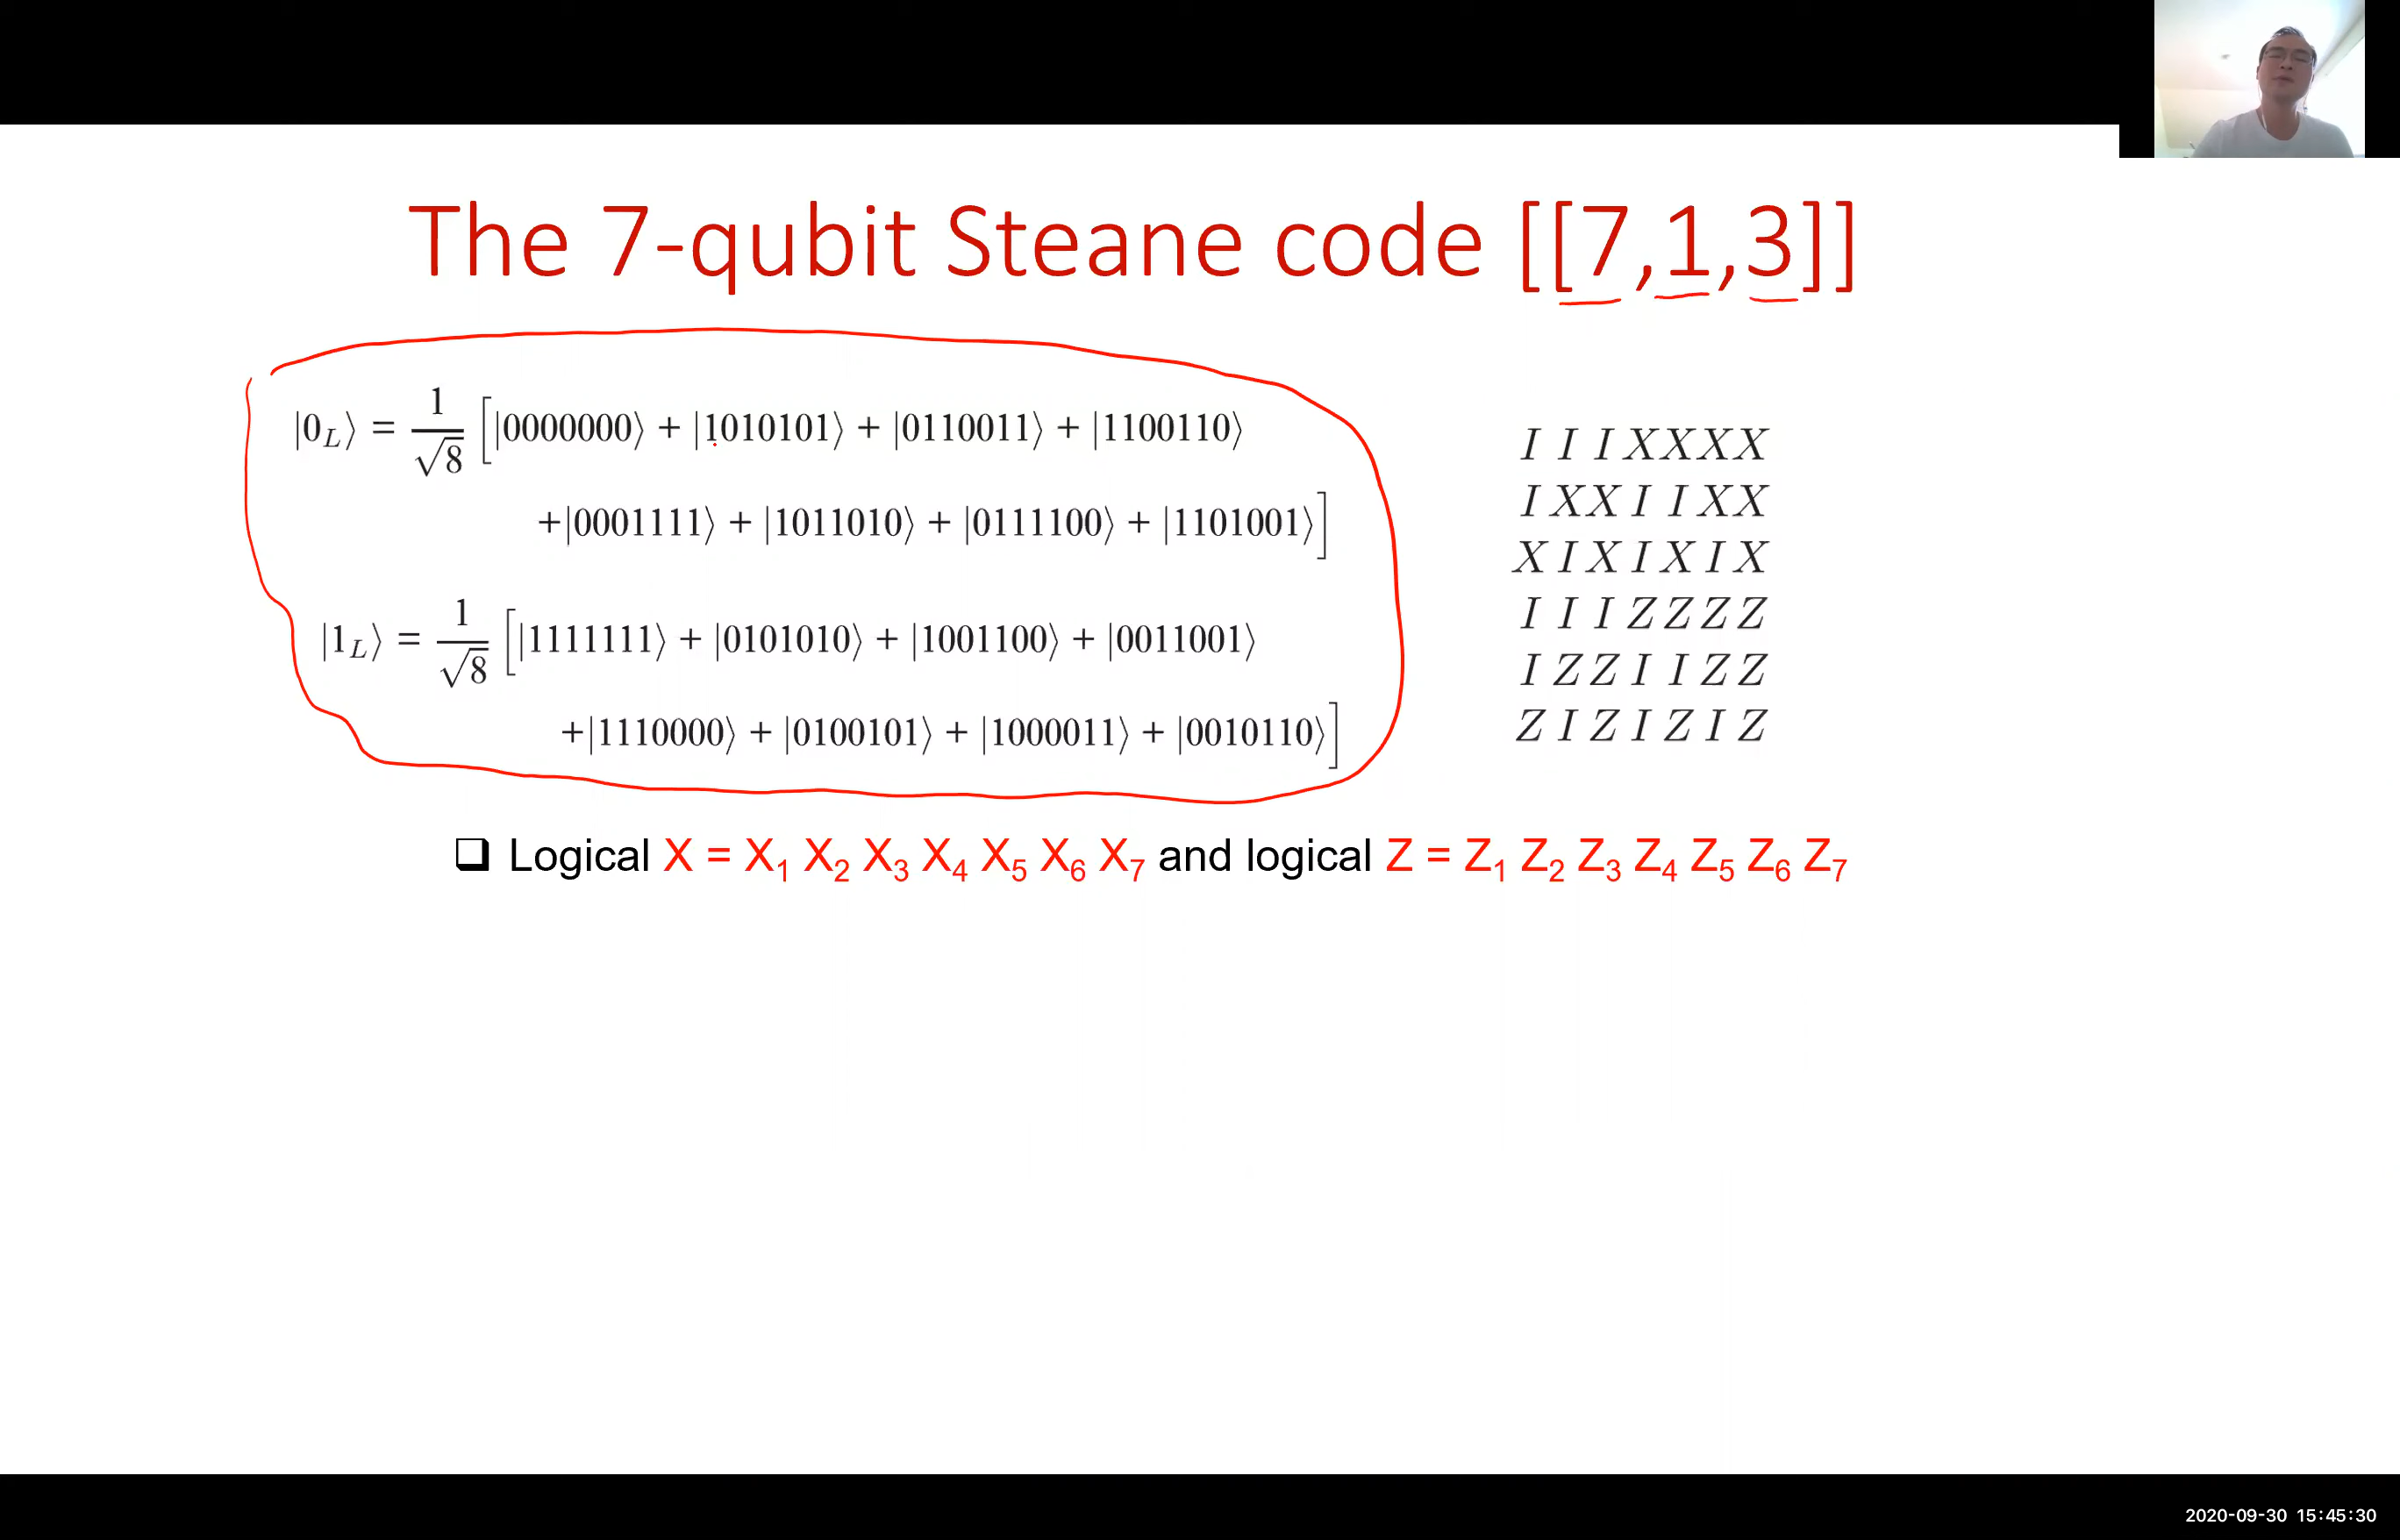 The 7-qubit Steane code [[7,1,3]]
|0_L⟩ = 1/√8 [|0000000⟩ + |1010101⟩ + |0110011⟩ + |1100110⟩
+|0001111⟩ + |1011010⟩ + |0111100⟩ + |1101001⟩]
|1_L⟩ = 1/√8 [|1111111⟩ + |0101010⟩ + |1001100⟩ + |0011001⟩
+|1110000⟩ + |0100101⟩ + |1000011⟩ + |0010110⟩]
I I I X X X X
I X X I I X X
X I X I X I X
I I I Z Z Z Z
I Z Z I I Z Z
Z I Z I Z I Z
❑ Logical X = X₁ X₂ X₃ X₄ X₅ X₆ X₇ and logical Z = Z₁ Z₂ Z₃ Z₄ Z₅ Z₆ Z₇
2020-09-30 15:45:30